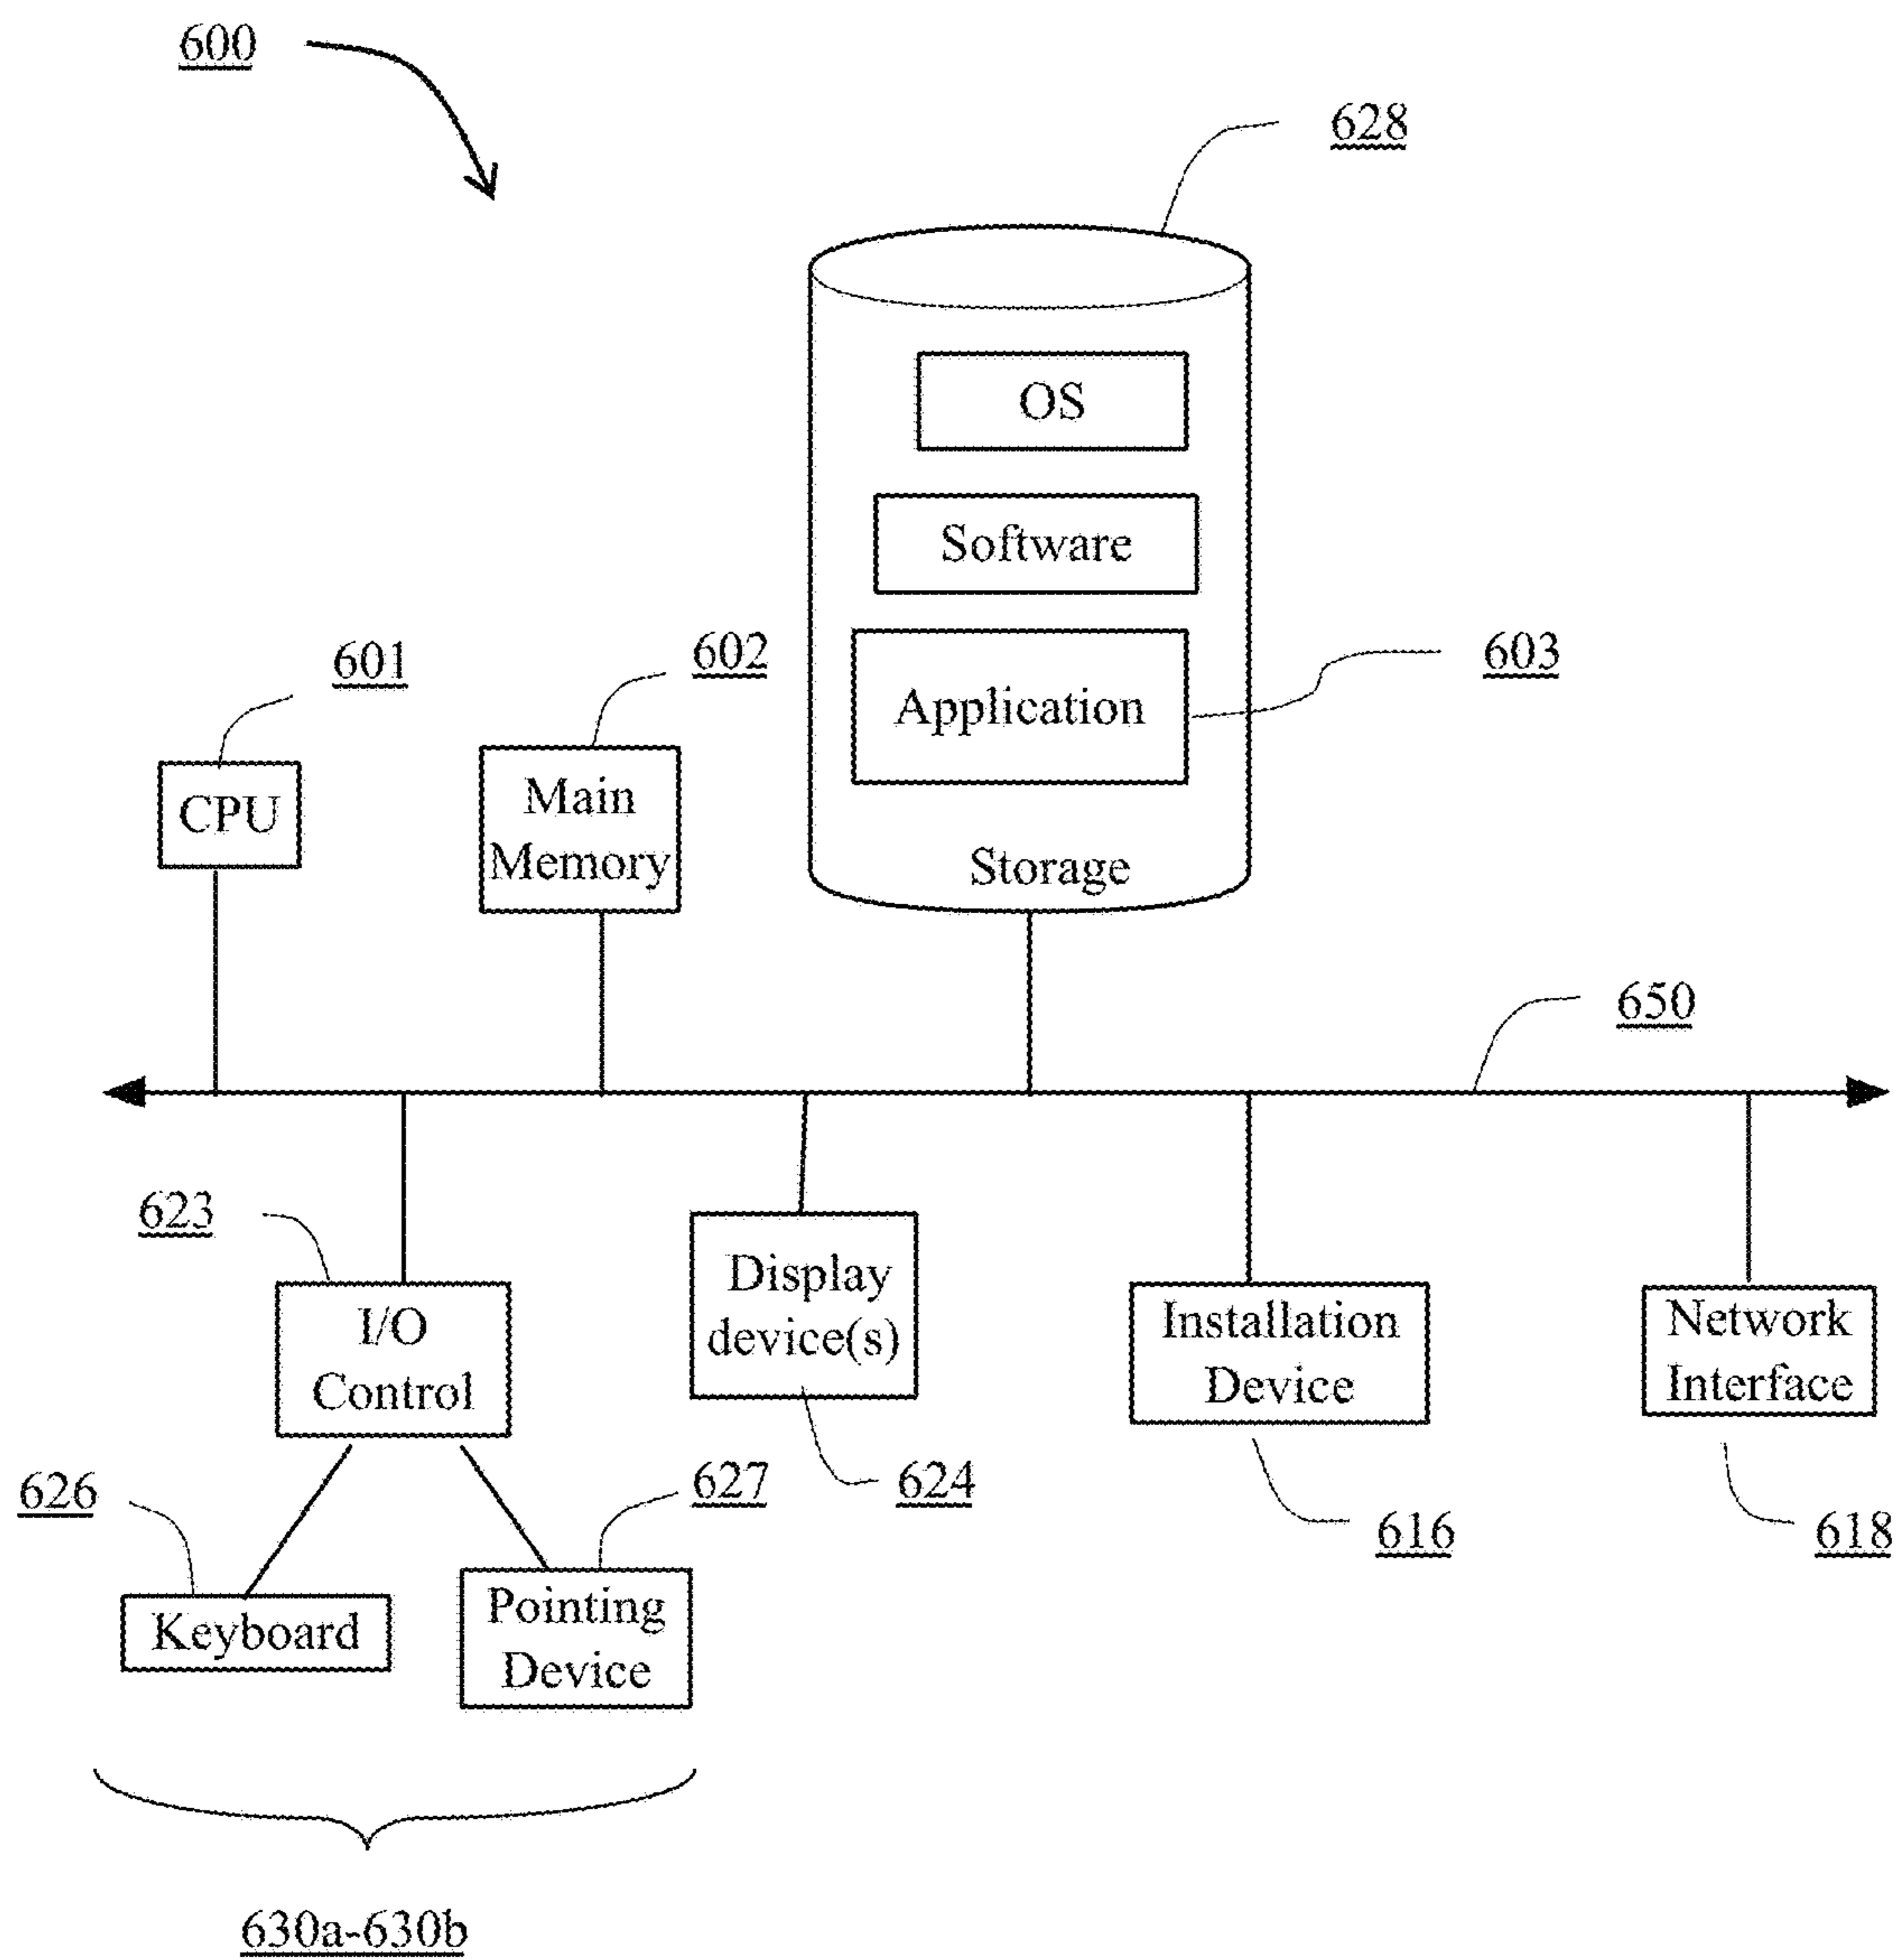 600
628
OS
Software
601
602
603
Application
CPU
Main
Memory
Storage
650
623
Display
device(s)
I/O
Control
Installation
Device
Network
Interface
626
627
624
616
618
Keyboard
Pointing
Device
630a-630b